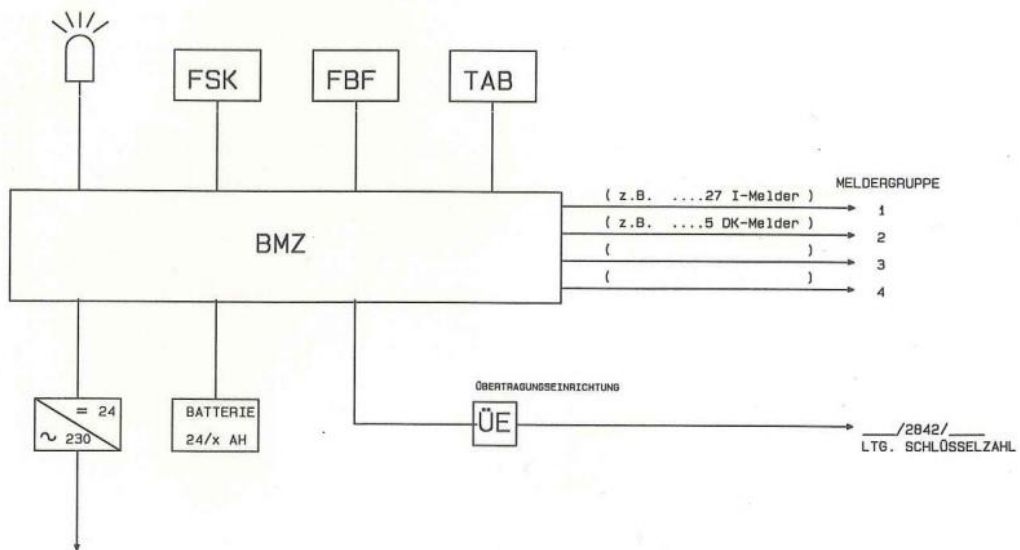 FSK
FBF
TAB
MELDERGRUPPE
( z.B. ....27 I-Melder ) 1
( z.B. ....5 DK-Melder ) 2
BMZ
( ) 3
( ) 4
ÜBERTRAGUNGSEINRICHTUNG
= 24
~ 230
BATTERIE
24/x AH
ÜE
____/2842/____
LTG. SCHLÜSSELZAHL